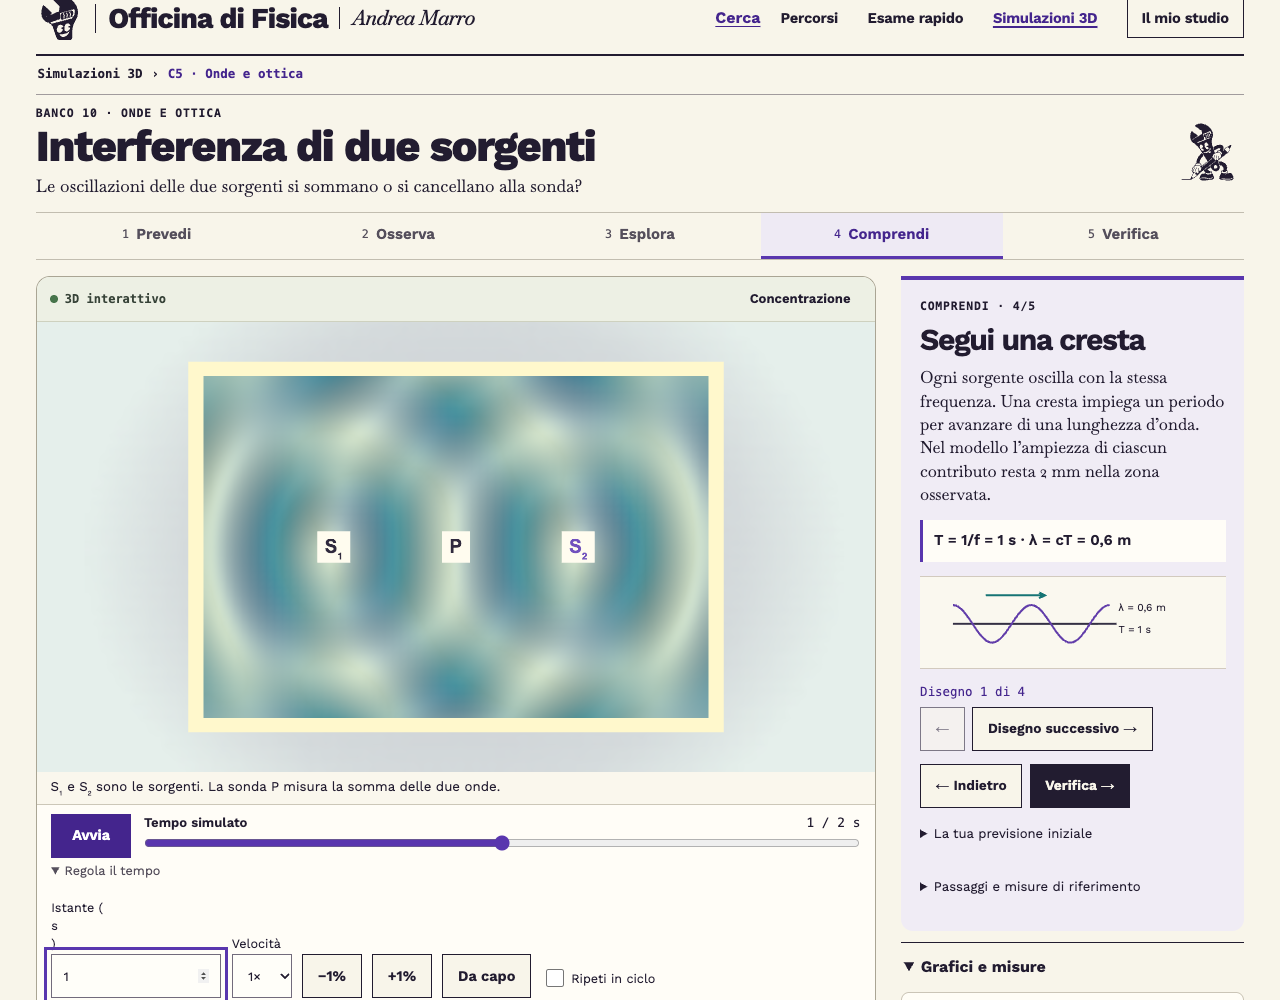 Officina di Fisica
Andrea Marro
Cerca
Percorsi
Esame rapido
Simulazioni 3D
Il mio studio
Simulazioni 3D › C5 · Onde e ottica
BANCO 10 · ONDE E OTTICA
Interferenza di due sorgenti
Le oscillazioni delle due sorgenti si sommano o si cancellano alla sonda?
1 Prevedi
2 Osserva
3 Esplora
4 Comprendi
5 Verifica
3D interattivo
Concentrazione
S₁
P
S₂
S₁ e S₂ sono le sorgenti. La sonda P misura la somma delle due onde.
Avvia
Tempo simulato
1 / 2 s
▼ Regola il tempo
Istante (
s
)
1
Velocità
1×
−1%
+1%
Da capo
Ripeti in ciclo
COMPRENDI · 4/5
Segui una cresta
Ogni sorgente oscilla con la stessa
frequenza. Una cresta impiega un periodo
per avanzare di una lunghezza d’onda.
Nel modello l’ampiezza di ciascun
contributo resta 2 mm nella zona
osservata.
T = 1/f = 1 s · λ = cT = 0,6 m
λ = 0,6 m
T = 1 s
Disegno 1 di 4
←
Disegno successivo →
← Indietro
Verifica →
▶ La tua previsione iniziale
▶ Passaggi e misure di riferimento
▼ Grafici e misure